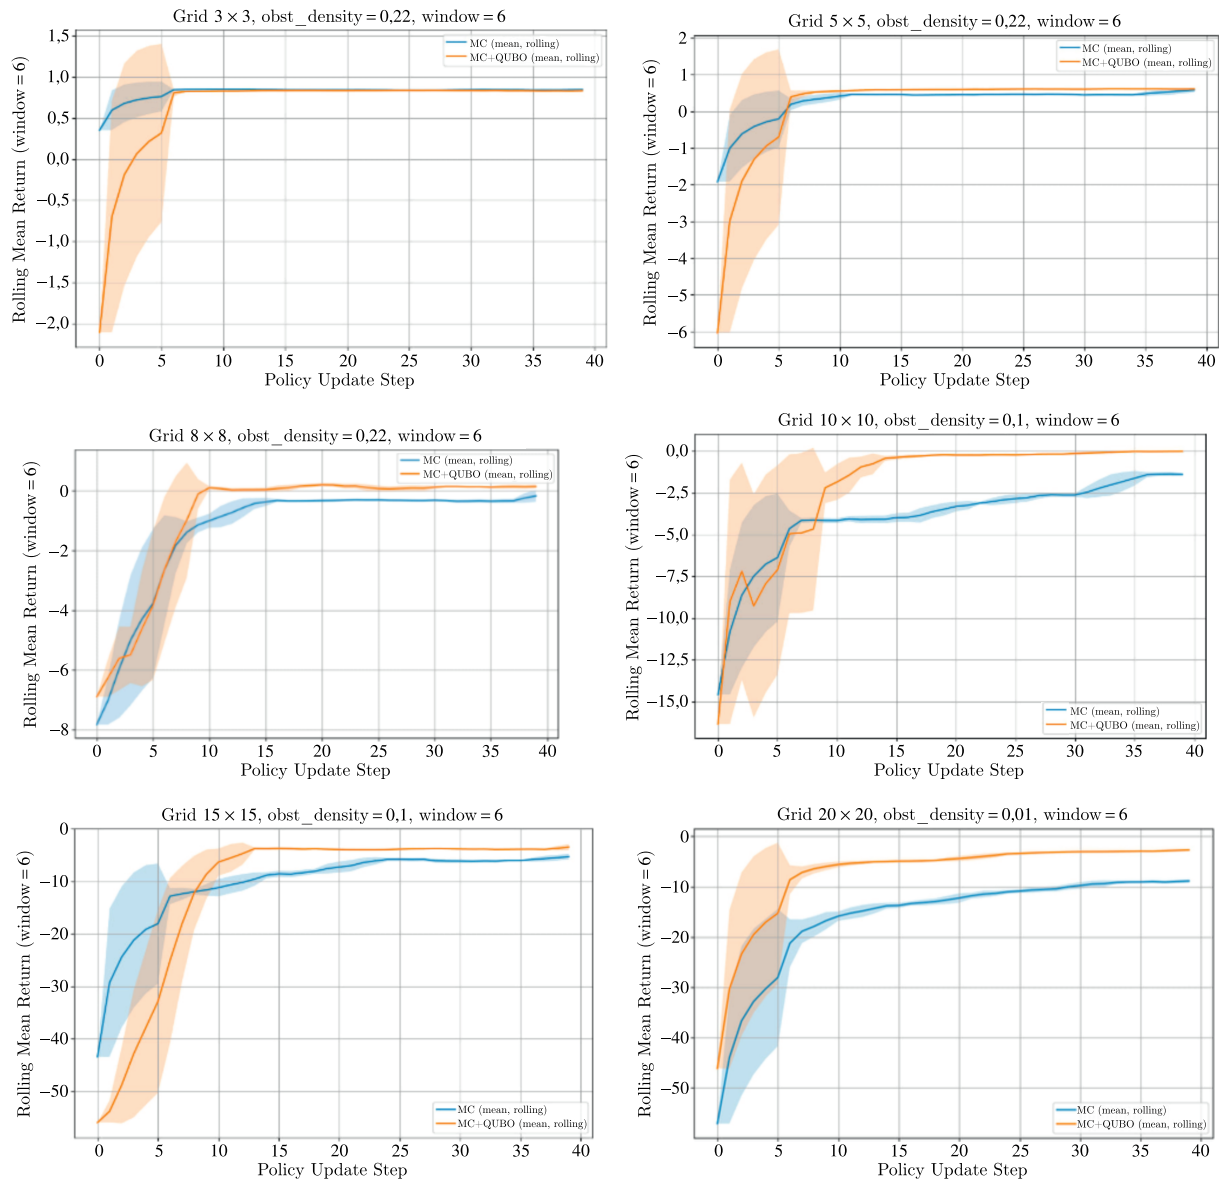 Grid 3 × 3, obst_density = 0,22, window = 6
Rolling Mean Return (window = 6)
1,5
1,0
0,5
0,0
−0,5
−1,0
−1,5
−2,0
MC (mean, rolling)
MC+QUBO (mean, rolling)
0 5 10 15 20 25 30 35 40
Policy Update Step
Grid 5 × 5, obst_density = 0,22, window = 6
Rolling Mean Return (window = 6)
2
1
0
−1
−2
−3
−4
−5
−6
MC (mean, rolling)
MC+QUBO (mean, rolling)
0 5 10 15 20 25 30 35 40
Policy Update Step
Grid 8 × 8, obst_density = 0,22, window = 6
Rolling Mean Return (window = 6)
0
−2
−4
−6
−8
MC (mean, rolling)
MC+QUBO (mean, rolling)
0 5 10 15 20 25 30 35 40
Policy Update Step
Grid 10 × 10, obst_density = 0,1, window = 6
Rolling Mean Return (window = 6)
0,0
−2,5
−5,0
−7,5
−10,0
−12,5
−15,0
MC (mean, rolling)
MC+QUBO (mean, rolling)
0 5 10 15 20 25 30 35 40
Policy Update Step
Grid 15 × 15, obst_density = 0,1, window = 6
Rolling Mean Return (window = 6)
0
−10
−20
−30
−40
−50
MC (mean, rolling)
MC+QUBO (mean, rolling)
0 5 10 15 20 25 30 35 40
Policy Update Step
Grid 20 × 20, obst_density = 0,01, window = 6
Rolling Mean Return (window = 6)
0
−10
−20
−30
−40
−50
MC (mean, rolling)
MC+QUBO (mean, rolling)
0 5 10 15 20 25 30 35 40
Policy Update Step